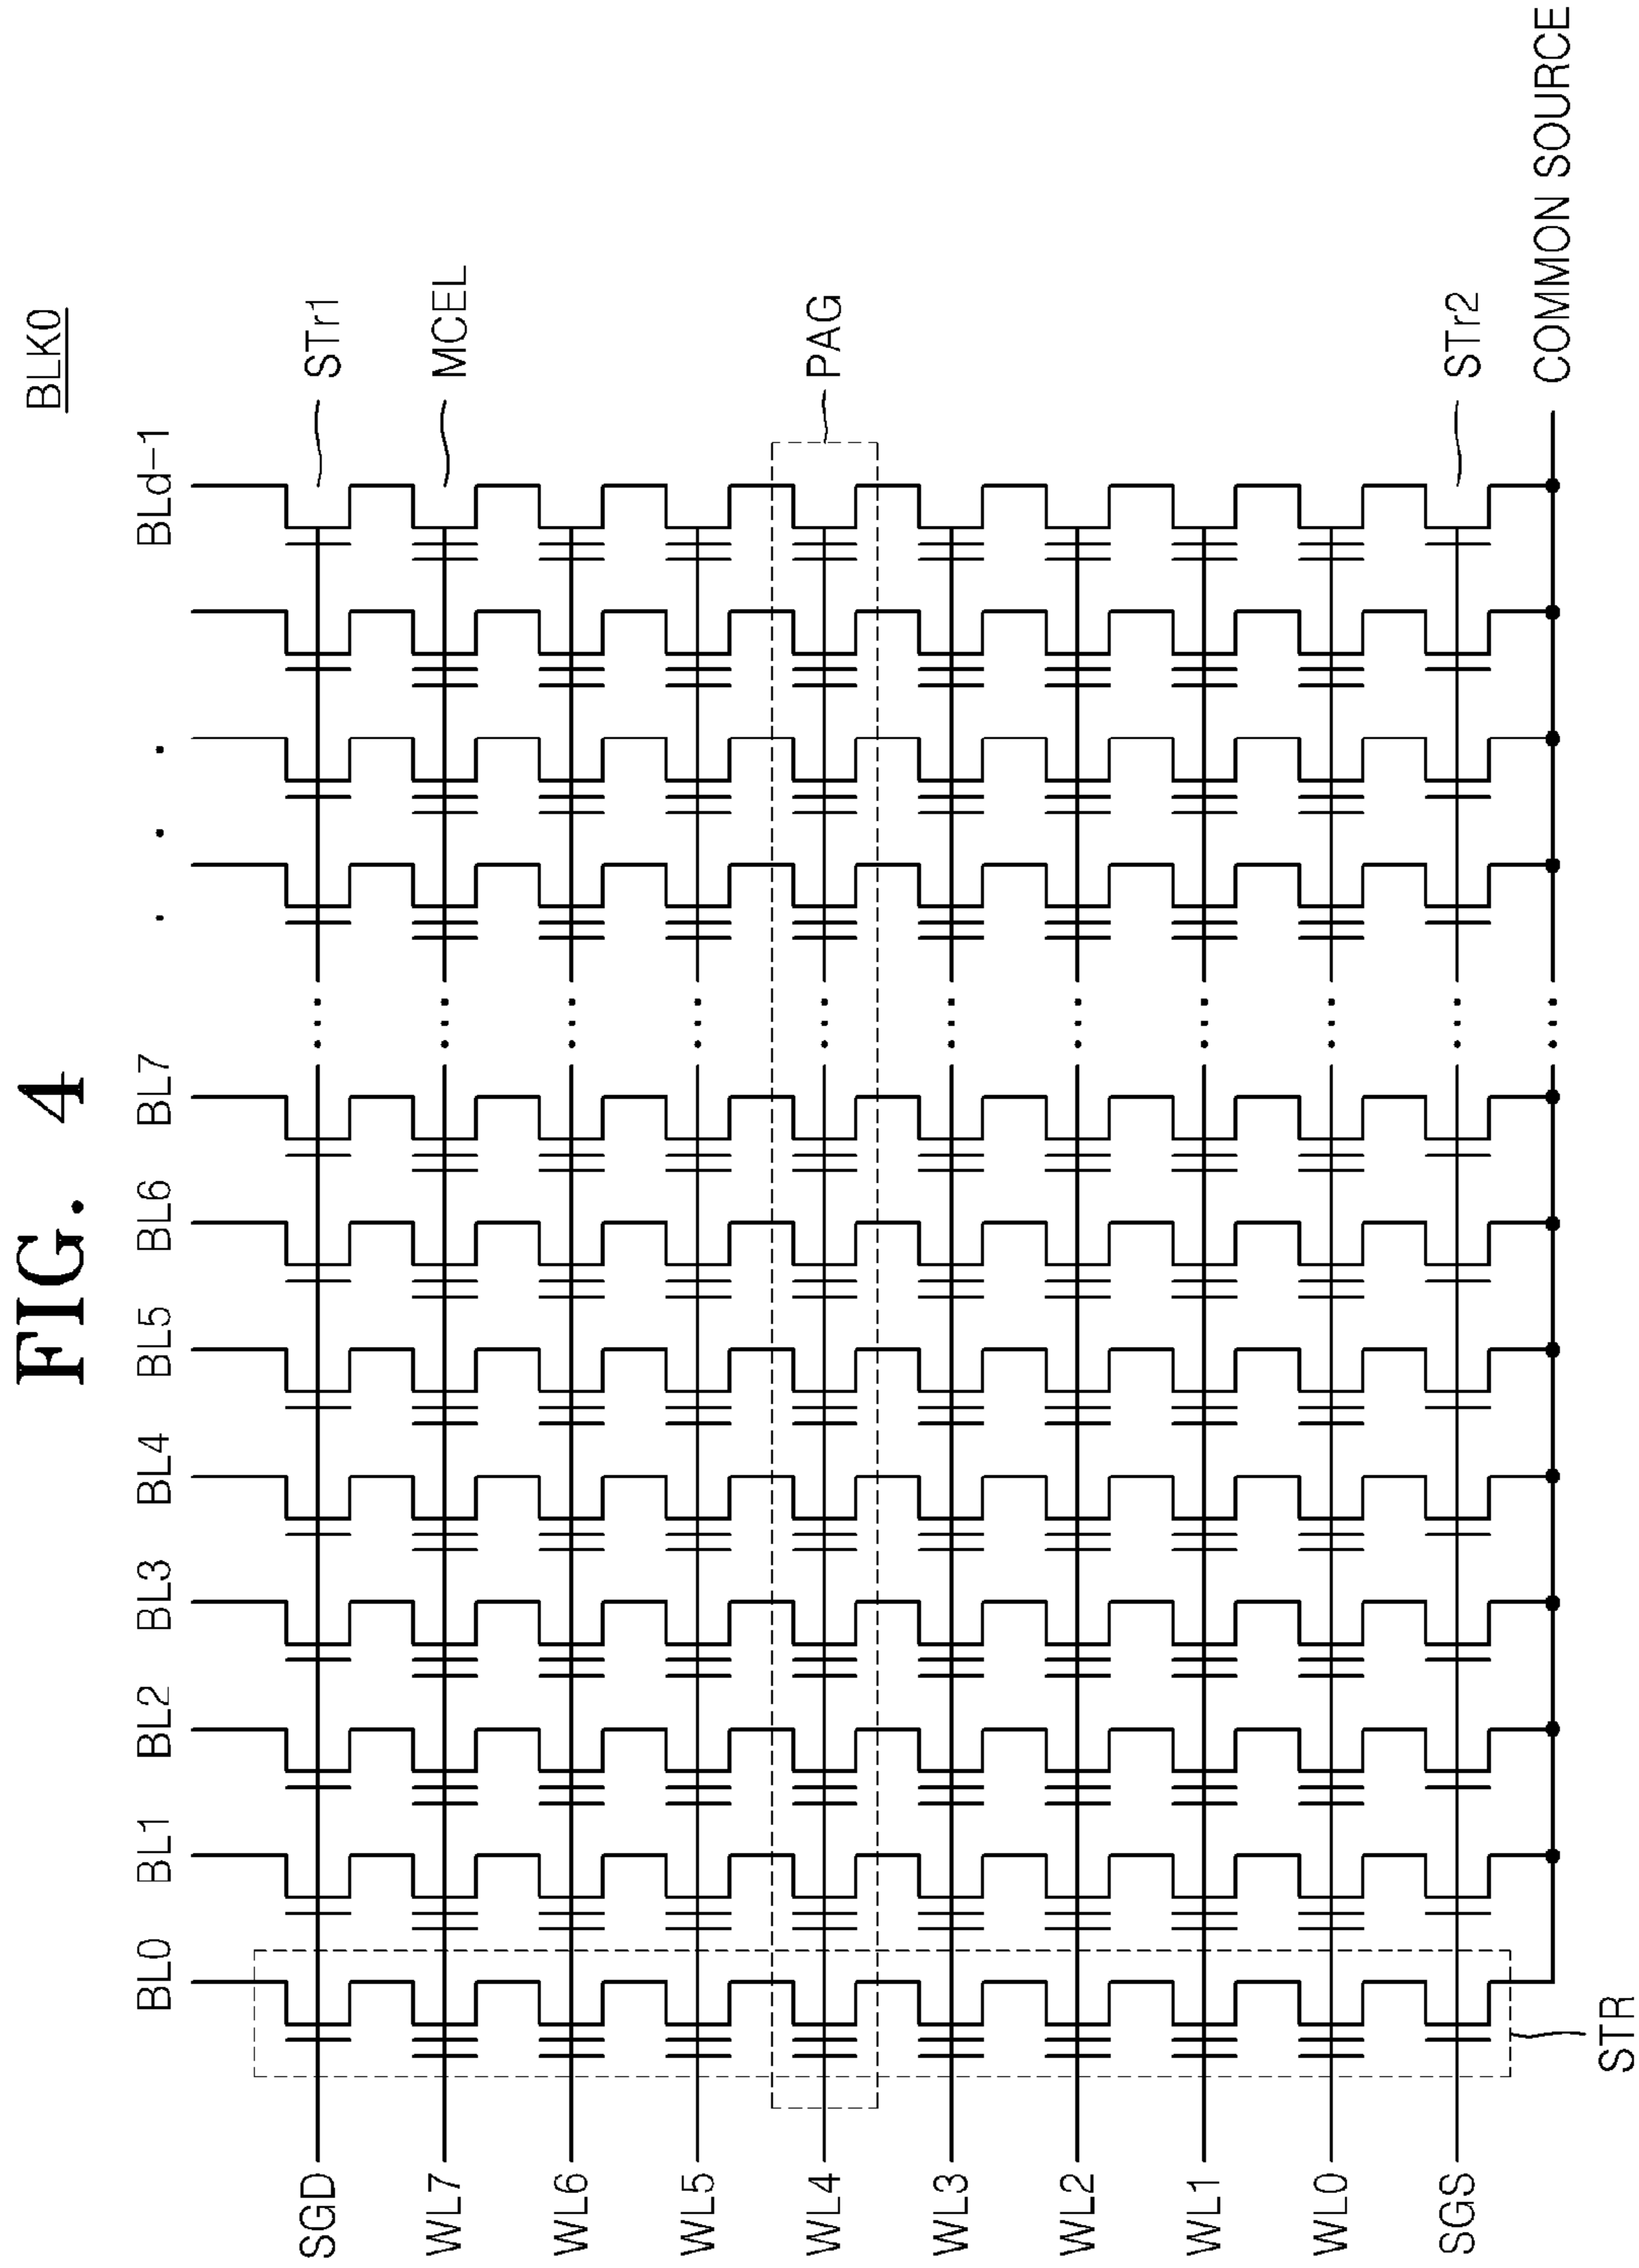 FIG. 4
BLK0
BL0 BL1 BL2 BL3 BL4 BL5 BL6 BL7 . . . BLd-1
SGD ... STr1
WL7 ... MCEL
WL6 ...
WL5 ...
WL4 ... PAG
WL3 ...
WL2 ...
WL1 ...
WL0 ...
SGS ... STr2
... COMMON SOURCE
STR